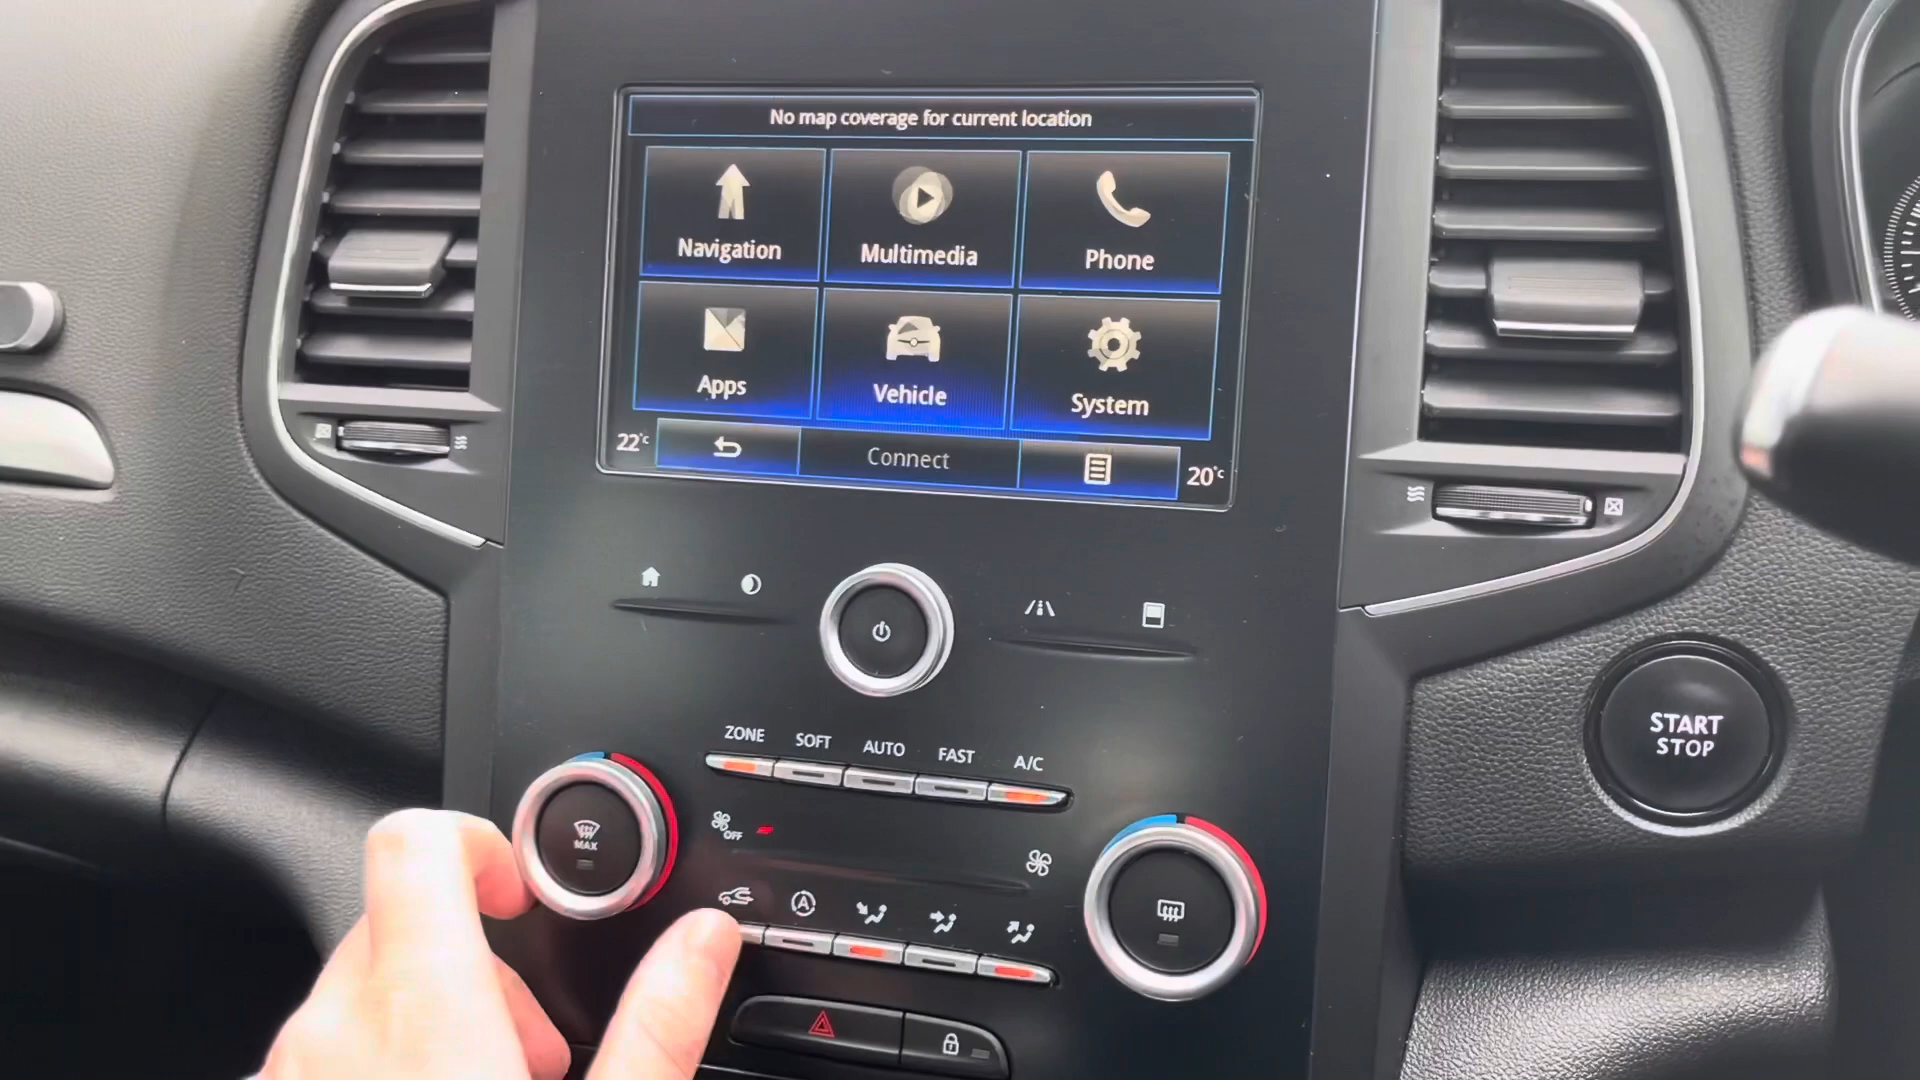 No map coverage for current location
Navigation
Multimedia
Phone
Apps
Vehicle
System
22°c
Connect
20°c
START
STOP
ZONE
SOFT
AUTO
FAST
A/C
MAX
OFF
A